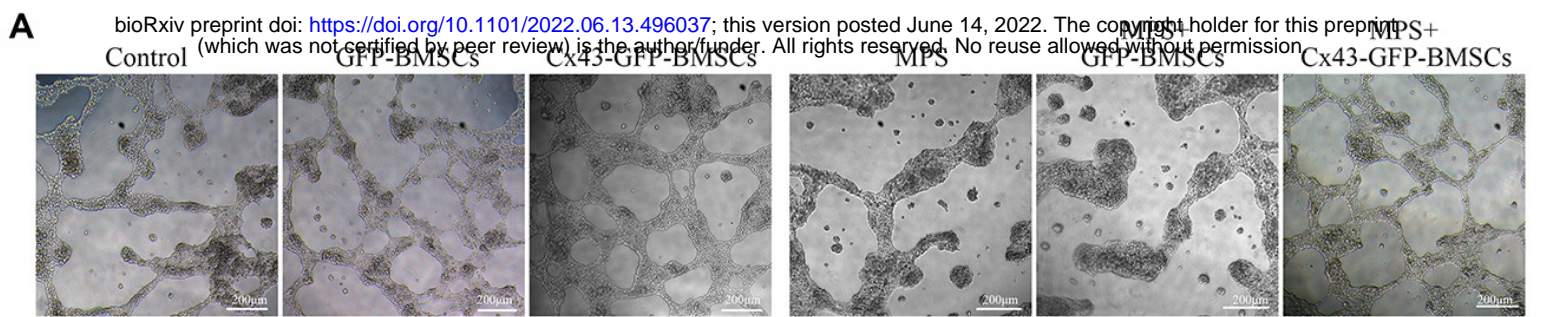 A
bioRxiv preprint doi: https://doi.org/10.1101/2022.06.13.496037; this version posted June 14, 2022. The copyright holder for this preprint
(which was not certified by peer review) is the author/funder. All rights reserved. No reuse allowed without permission.
Control
GFP-BMSCs
Cx43-GFP-BMSCs
MPS
MPS+
GFP-BMSCs
MPS+
Cx43-GFP-BMSCs
200μm
200μm
200μm
200μm
200μm
200μm